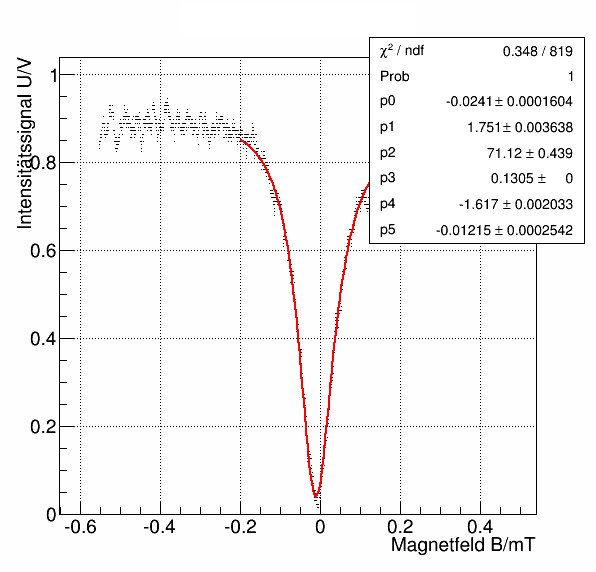 χ² / ndf 0.348 / 819
Prob 1
p0 -0.0241 ± 0.0001604
p1 1.751 ± 0.003638
p2 71.12 ± 0.439
p3 0.1305 ± 0
p4 -1.617 ± 0.002033
p5 -0.01215 ± 0.0002542
Intensitätssignal U/V
1
0.8
0.6
0.4
0.2
0
-0.6 -0.4 -0.2 0 0.2 0.4
Magnetfeld B/mT